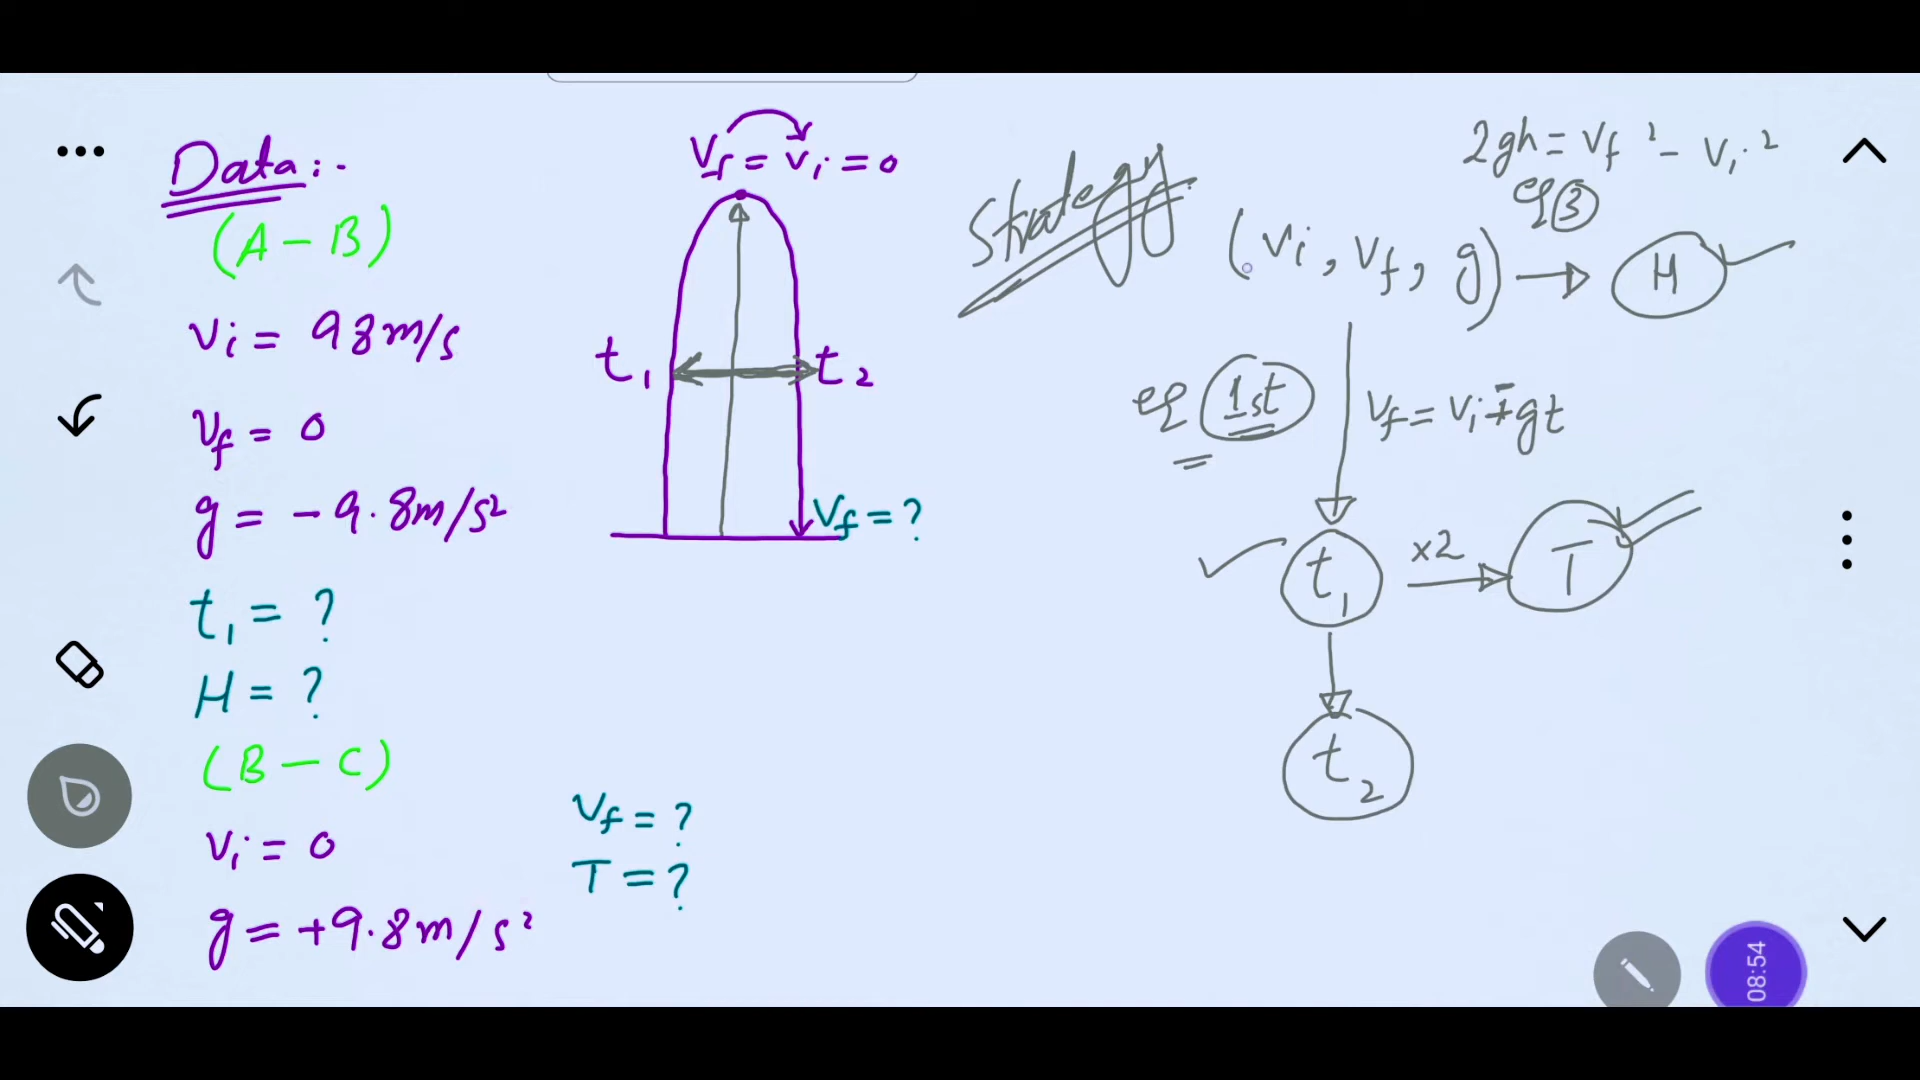 Data:-
(A-B)
vi = 98m/s
vf = 0
g = -9.8m/s²
t₁ = ?
H = ?
(B-C)
vi = 0
g = +9.8m/s²
vf = ?
T = ?
Vf = vi = 0
t₁
t₂
Vf = ?
Strategy
2gh = vf² - vi²
eq 3
(vi, vf, g) → H
eq 1st
vf = vi ∓ gt
t₁
x2
T
t₂
08:54